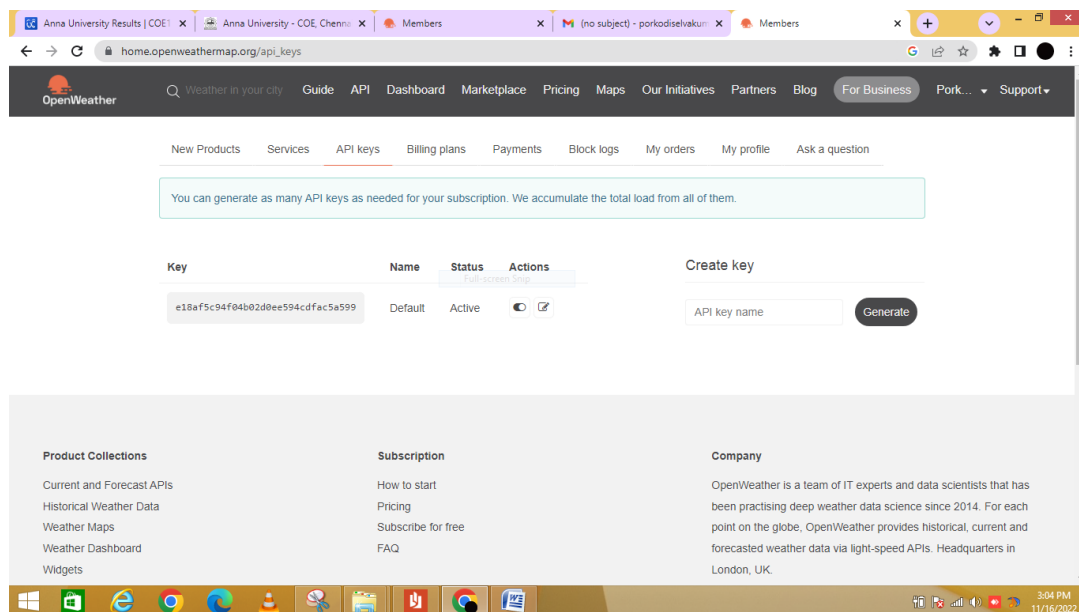 Anna University Results | COE1
Anna University - COE, Chenna
Members
(no subject) - porkodiselvakum
Members
home.openweathermap.org/api_keys
OpenWeather
Weather in your city
Guide API Dashboard Marketplace Pricing Maps Our Initiatives Partners Blog For Business Pork... Support
New Products Services API keys Billing plans Payments Block logs My orders My profile Ask a question
You can generate as many API keys as needed for your subscription. We accumulate the total load from all of them.
Key Name Status Actions
Full-screen Snip
e18af5c94f04b02d0ee594cdfac5a599 Default Active
Create key
API key name Generate
Product Collections
Current and Forecast APIs
Historical Weather Data
Weather Maps
Weather Dashboard
Widgets
Subscription
How to start
Pricing
Subscribe for free
FAQ
Company
OpenWeather is a team of IT experts and data scientists that has
been practising deep weather data science since 2014. For each
point on the globe, OpenWeather provides historical, current and
forecasted weather data via light-speed APIs. Headquarters in
London, UK.
3:04 PM
11/16/2022